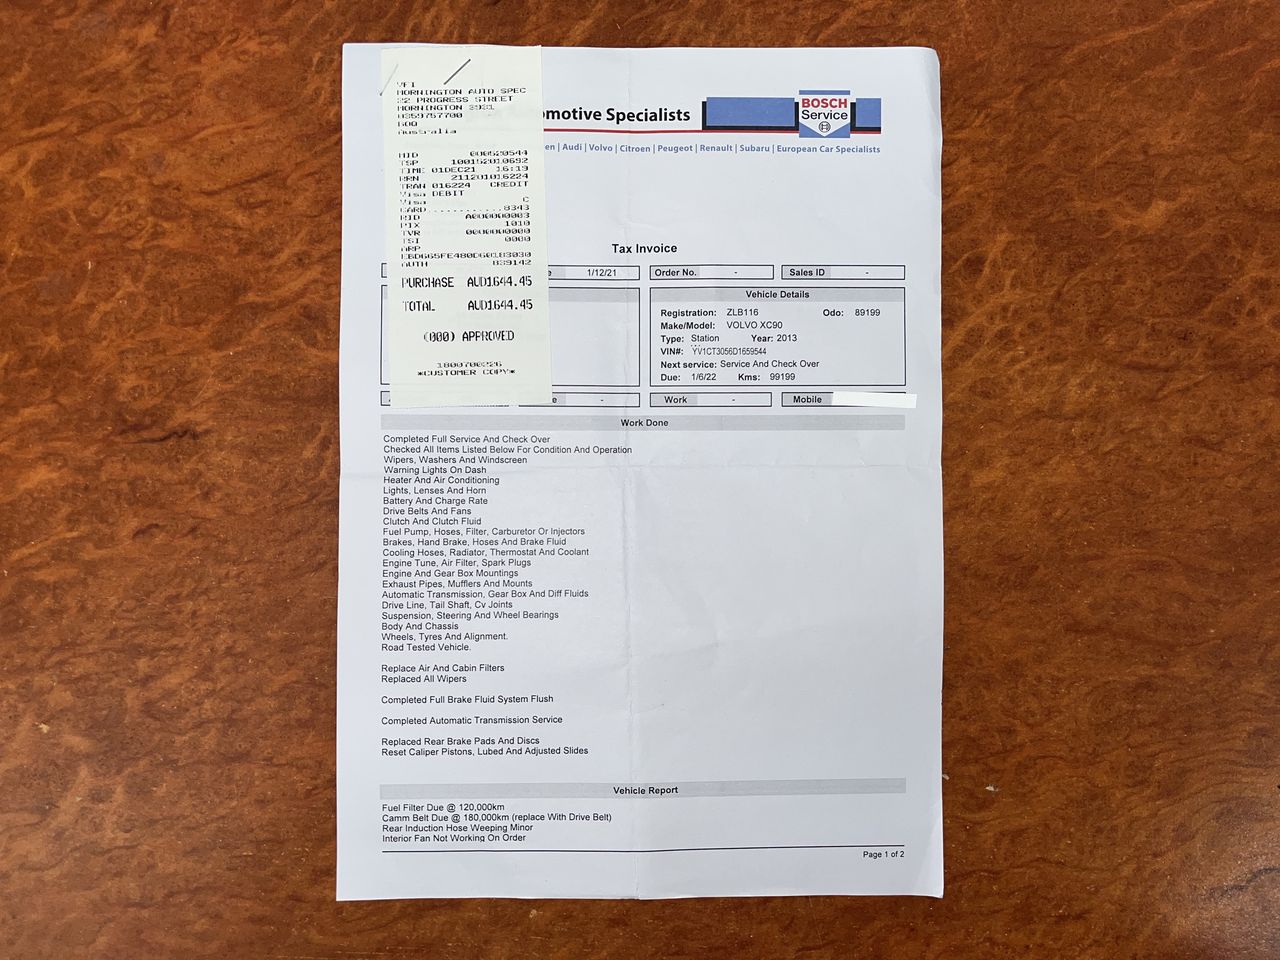 VFI
MORNINGTON AUTO SPEC
22 PROGRESS STREET
MORNINGTON 3931
0359757700
GOO
Australia
MID 000520544
TSP 100152010692
TIME 01DEC21 16:19
RRN 211201016224
TRAN 016224 CREDIT
Visa DEBIT
Visa C
CARD............8343
RID A000000003
PIX 1010
TVR 0000000000
TSI 0000
ARP
AUTH 839142
PURCHASE AUD1644.45
TOTAL AUD1644.45
(000) APPROVED
1800700526
*CUSTOMER COPY*
omotive Specialists
BOSCH
Service
en | Audi | Volvo | Citroen | Peugeot | Renault | Subaru | European Car Specialists
Tax Invoice
e 1/12/21 Order No. - Sales ID -
Vehicle Details
Registration: ZLB116 Odo: 89199
Make/Model: VOLVO XC90
Type: Station Year: 2013
VIN#: YV1CT3056D1659544
Next service: Service And Check Over
Due: 1/6/22 Kms: 99199
e - Work - Mobile
Work Done
Completed Full Service And Check Over
Checked All Items Listed Below For Condition And Operation
Wipers, Washers And Windscreen
Warning Lights On Dash
Heater And Air Conditioning
Lights, Lenses And Horn
Battery And Charge Rate
Drive Belts And Fans
Clutch And Clutch Fluid
Fuel Pump, Hoses, Filter, Carburetor Or Injectors
Brakes, Hand Brake, Hoses And Brake Fluid
Cooling Hoses, Radiator, Thermostat And Coolant
Engine Tune, Air Filter, Spark Plugs
Engine And Gear Box Mountings
Exhaust Pipes, Mufflers And Mounts
Automatic Transmission, Gear Box And Diff Fluids
Drive Line, Tail Shaft, Cv Joints
Suspension, Steering And Wheel Bearings
Body And Chassis
Wheels, Tyres And Alignment.
Road Tested Vehicle.
Replace Air And Cabin Filters
Replaced All Wipers
Completed Full Brake Fluid System Flush
Completed Automatic Transmission Service
Replaced Rear Brake Pads And Discs
Reset Caliper Pistons, Lubed And Adjusted Slides
Vehicle Report
Fuel Filter Due @ 120,000km
Camm Belt Due @ 180,000km (replace With Drive Belt)
Rear Induction Hose Weeping Minor
Interior Fan Not Working On Order
Page 1 of 2